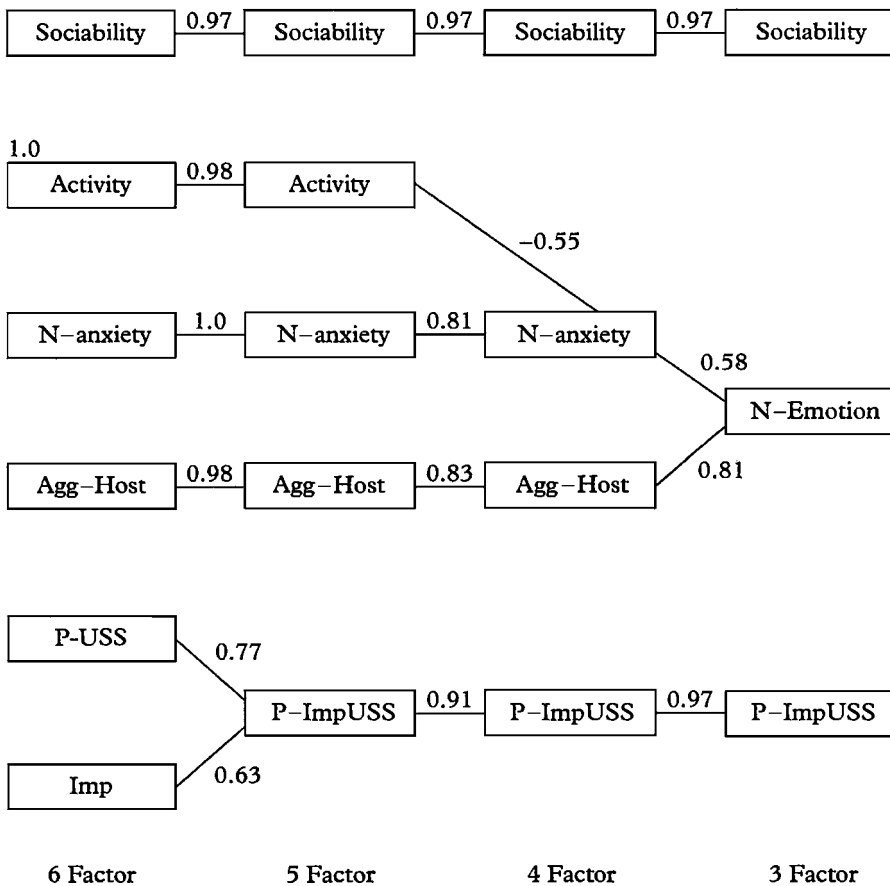 Sociability 0.97 Sociability 0.97 Sociability 0.97 Sociability
1.0
Activity 0.98 Activity
−0.55
N−anxiety 1.0 N−anxiety 0.81 N−anxiety
0.58
N−Emotion
Agg−Host 0.98 Agg−Host 0.83 Agg−Host
0.81
P-USS
0.77
P−ImpUSS 0.91 P−ImpUSS 0.97 P−ImpUSS
Imp
0.63
6 Factor 5 Factor 4 Factor 3 Factor